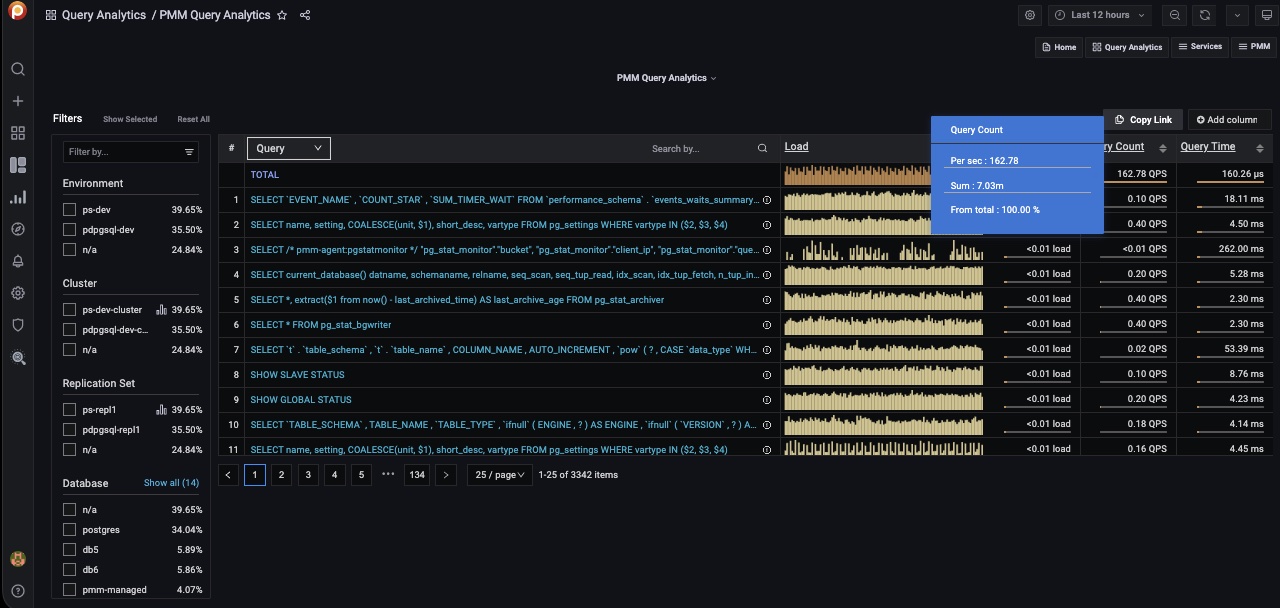 Query Analytics / PMM Query Analytics
Last 12 hours
Home
Query Analytics
Services
PMM
PMM Query Analytics
Filters
Show Selected
Reset All
Copy Link
Add column
Filter by...
Environment
ps-dev 39.65%
pdpgsql-dev 35.50%
n/a 24.84%
Cluster
ps-dev-cluster 39.65%
pdpgsql-dev-c... 35.50%
n/a 24.84%
Replication Set
ps-repl1 39.65%
pdpgsql-repl1 35.50%
n/a 24.84%
Database Show all (14)
n/a 39.65%
postgres 34.04%
db5 5.89%
db6 5.86%
pmm-managed 4.07%
# Query Search by... Load ry Count Query Time
Query Count
Per sec : 162.78
Sum : 7.03m
From total : 100.00 %
TOTAL 162.78 QPS 160.26 µs
1 SELECT `EVENT_NAME` , `COUNT_STAR` , `SUM_TIMER_WAIT` FROM `performance_schema` . `events_waits_summary... 0.10 QPS 18.11 ms
2 SELECT name, setting, COALESCE(unit, $1), short_desc, vartype FROM pg_settings WHERE vartype IN ($2, $3, $4) 0.40 QPS 4.50 ms
3 SELECT /* pmm-agent:pgstatmonitor */ "pg_stat_monitor"."bucket", "pg_stat_monitor"."client_ip", "pg_stat_monitor"."que... <0.01 load <0.01 QPS 262.00 ms
4 SELECT current_database() datname, schemaname, relname, seq_scan, seq_tup_read, idx_scan, idx_tup_fetch, n_tup_in... <0.01 load 0.20 QPS 5.28 ms
5 SELECT *, extract($1 from now() - last_archived_time) AS last_archive_age FROM pg_stat_archiver <0.01 load 0.40 QPS 2.30 ms
6 SELECT * FROM pg_stat_bgwriter <0.01 load 0.40 QPS 2.30 ms
7 SELECT `t` . `table_schema` , `t` . `table_name` , COLUMN_NAME , AUTO_INCREMENT , `pow` ( ? , CASE `data_type` WH... <0.01 load 0.02 QPS 53.39 ms
8 SHOW SLAVE STATUS <0.01 load 0.10 QPS 8.76 ms
9 SHOW GLOBAL STATUS <0.01 load 0.20 QPS 4.23 ms
10 SELECT `TABLE_SCHEMA` , TABLE_NAME , `TABLE_TYPE` , `ifnull` ( ENGINE , ? ) AS ENGINE , `ifnull` ( `VERSION` , ? ) A... <0.01 load 0.18 QPS 4.14 ms
11 SELECT name, setting, COALESCE(unit, $1), short_desc, vartype FROM pg_settings WHERE vartype IN ($2, $3, $4) <0.01 load 0.16 QPS 4.45 ms
1 2 3 4 5 ••• 134 25 / page 1-25 of 3342 items